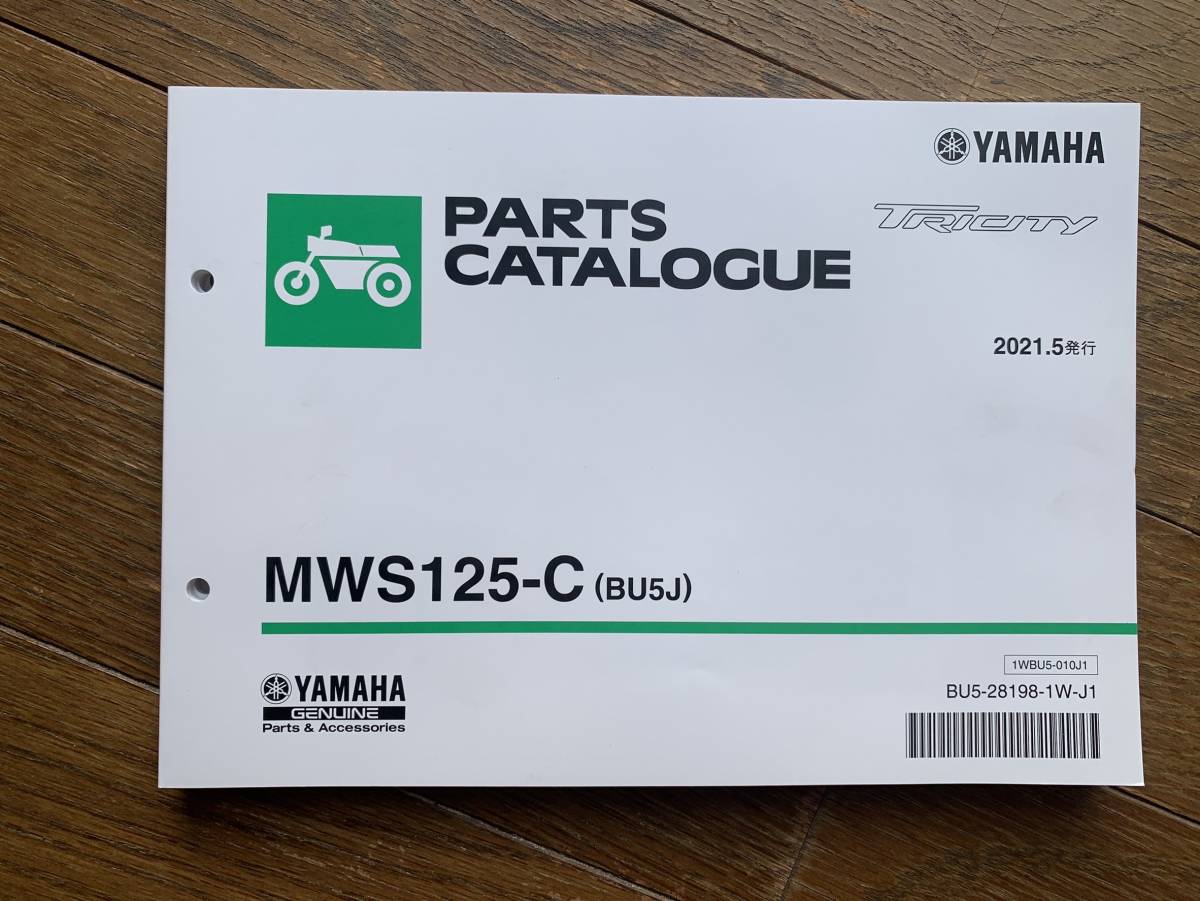 YAMAHA
TRICITY
PARTS
CATALOGUE
2021.5発行
MWS125-C (BU5J)
1WBU5-010J1
BU5-28198-1W-J1
YAMAHA
GENUINE
Parts & Accessories